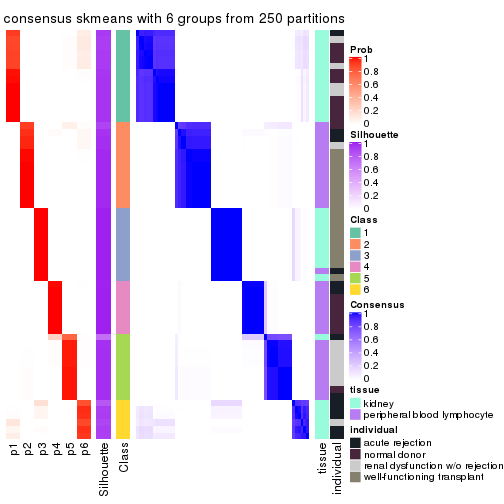 consensus skmeans with 6 groups from 250 partitions
Prob
1
0.8
0.6
0.4
0.2
0
Silhouette
1
0.8
0.6
0.4
0.2
0
Class
1
2
3
4
5
6
Consensus
1
0.8
0.6
0.4
0.2
0
tissue
kidney
peripheral blood lymphocyte
individual
acute rejection
normal donor
renal dysfunction w/o rejection
well-functioning transplant
p1
p2
p3
p4
p5
p6
Silhouette
Class
tissue
individual